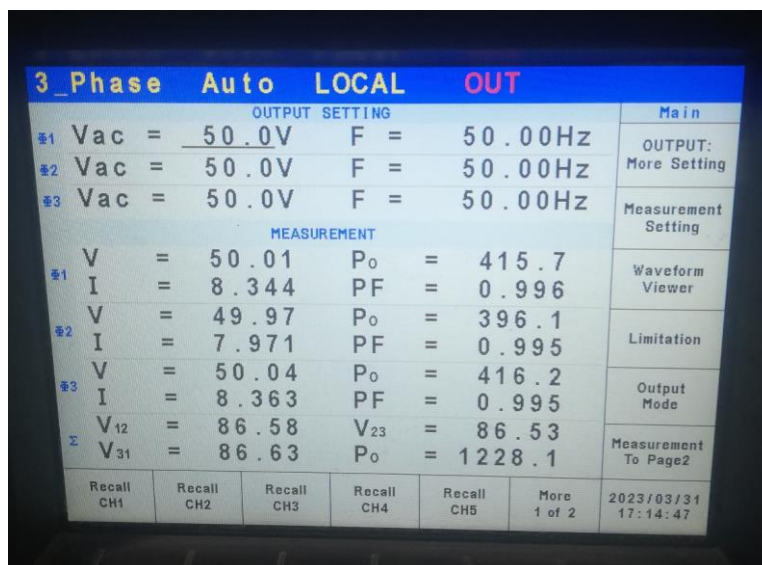 3_Phase Auto LOCAL OUT
OUTPUT SETTING
Φ1 Vac = 50.0V F = 50.00Hz
Φ2 Vac = 50.0V F = 50.00Hz
Φ3 Vac = 50.0V F = 50.00Hz
MEASUREMENT
Φ1 V = 50.01 Po = 415.7
I = 8.344 PF = 0.996
Φ2 V = 49.97 Po = 396.1
I = 7.971 PF = 0.995
Φ3 V = 50.04 Po = 416.2
I = 8.363 PF = 0.995
Σ V12 = 86.58 V23 = 86.53
V31 = 86.63 Po = 1228.1
Main
OUTPUT:
More Setting
Measurement
Setting
Waveform
Viewer
Limitation
Output
Mode
Measurement
To Page2
Recall
CH1
Recall
CH2
Recall
CH3
Recall
CH4
Recall
CH5
More
1 of 2
2023/03/31
17:14:47